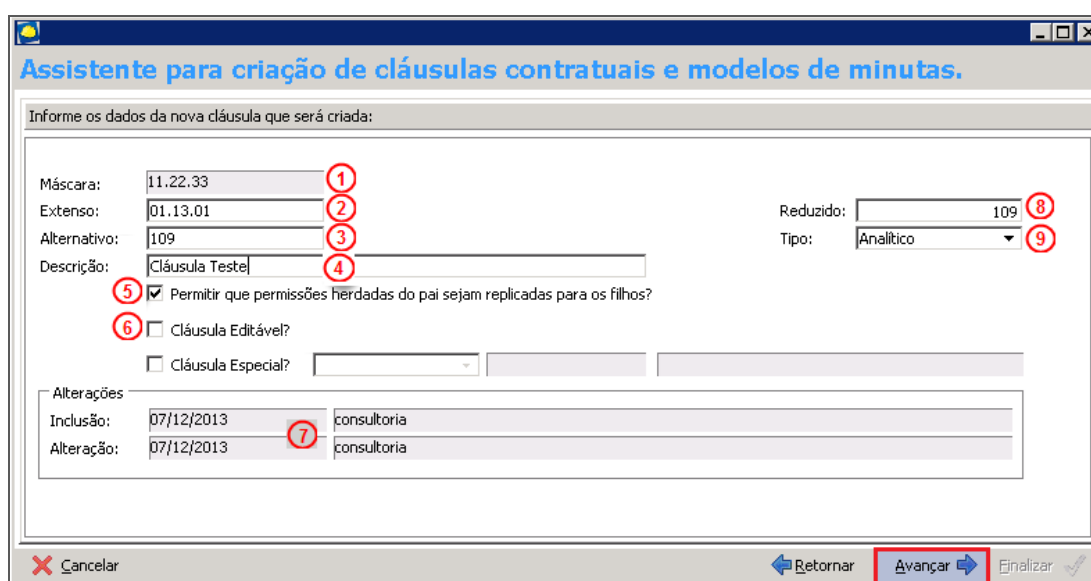 Assistente para criação de cláusulas contratuais e modelos de minutas.
Informe os dados da nova cláusula que será criada:
Máscara: 11.22.33 1
Extenso: 01.13.01 2 Reduzido: 109 8
Alternativo: 109 3 Tipo: Analítico 9
Descrição: Cláusula Teste 4
5 Permitir que permissões herdadas do pai sejam replicadas para os filhos?
6 Cláusula Editável?
Cláusula Especial?
Alterações
Inclusão: 07/12/2013 consultoria
7
Alteração: 07/12/2013 consultoria
Cancelar Retornar Avançar Finalizar